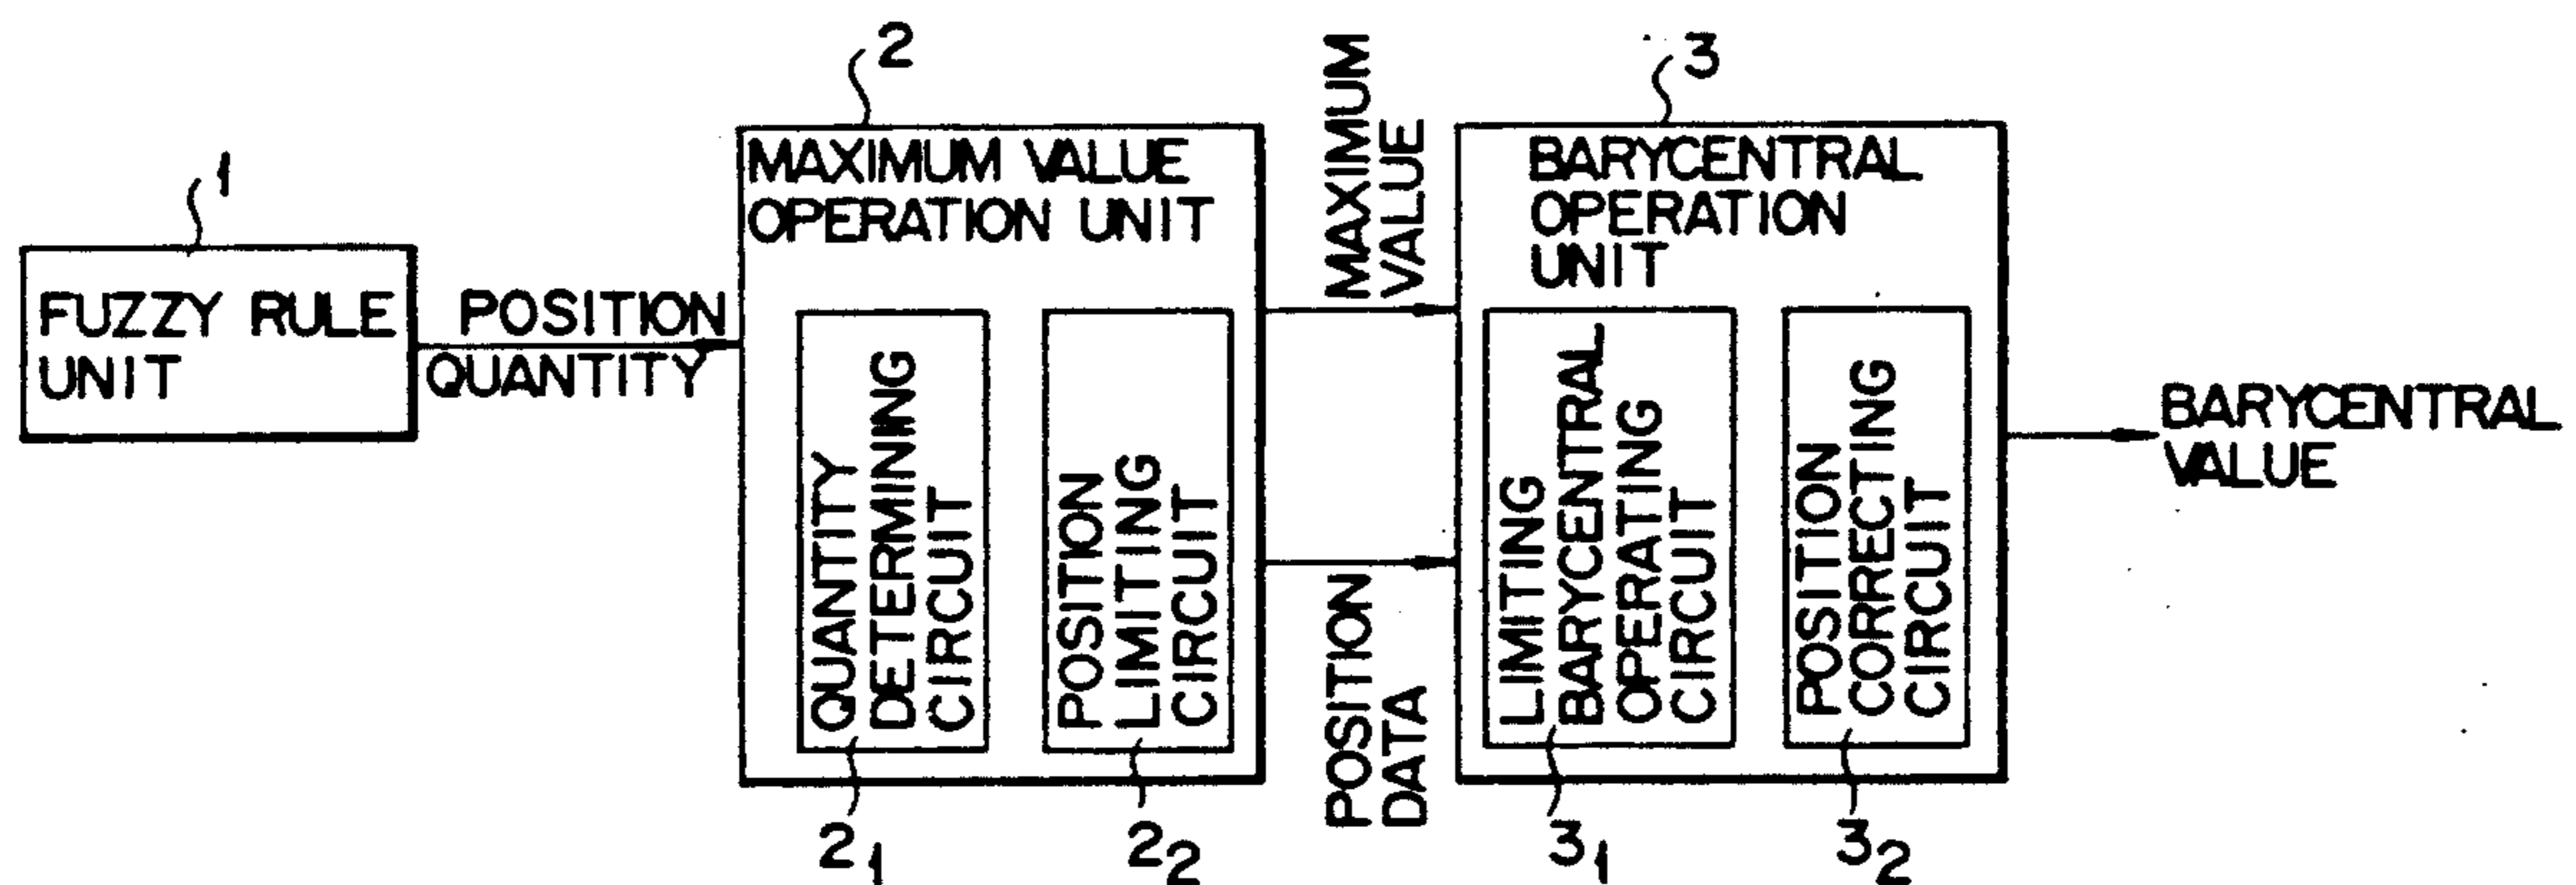 1
FUZZY RULE
UNIT
POSITION
QUANTITY
2
MAXIMUM VALUE
OPERATION UNIT
QUANTITY
DETERMINING
CIRCUIT
2₁
POSITION
LIMITING
CIRCUIT
2₂
MAXIMUM
VALUE
POSITION
DATA
3
BARYCENTRAL
OPERATION
UNIT
LIMITING
BARYCENTRAL
OPERATING
CIRCUIT
3₁
POSITION
CORRECTING
CIRCUIT
3₂
BARYCENTRAL
VALUE